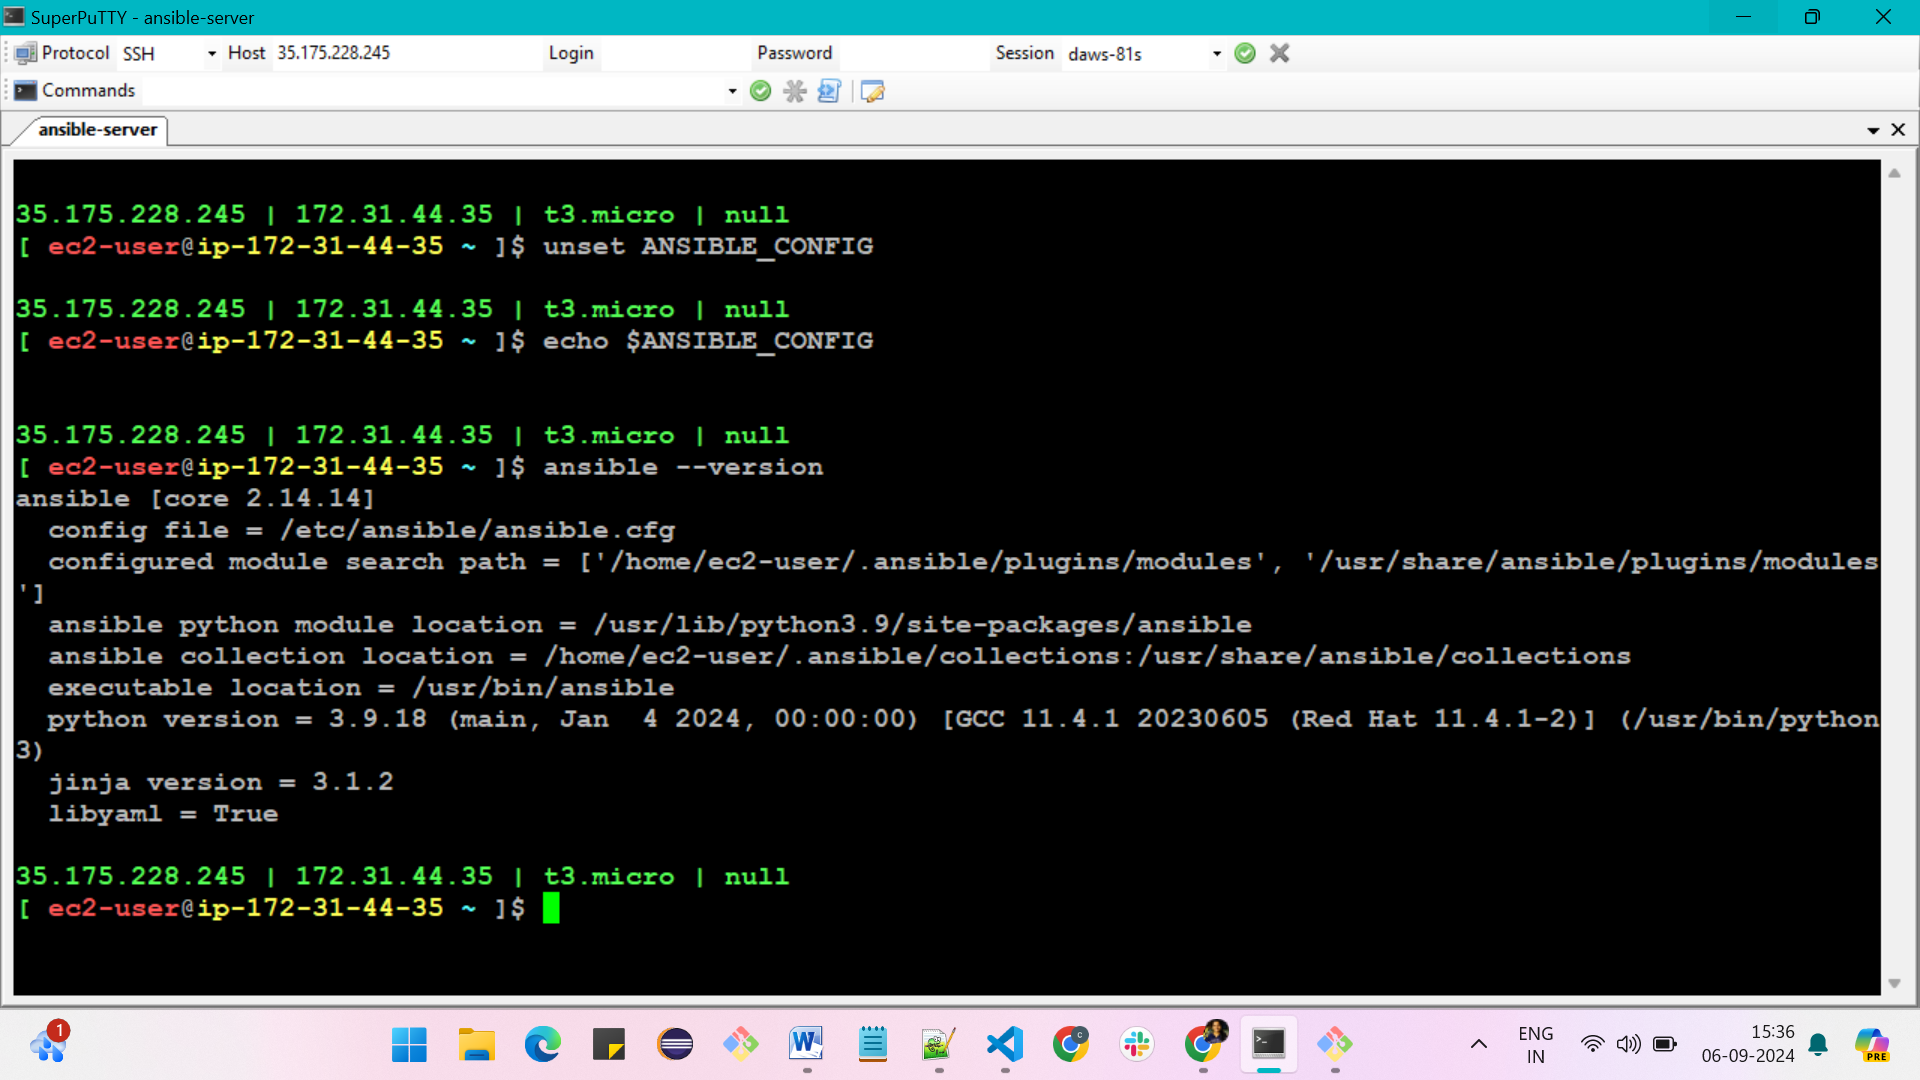 SuperPuTTY - ansible-server
Protocol SSH Host 35.175.228.245 Login Password Session daws-81s
Commands
ansible-server
35.175.228.245 | 172.31.44.35 | t3.micro | null
[ ec2-user@ip-172-31-44-35 ~ ]$ unset ANSIBLE_CONFIG
35.175.228.245 | 172.31.44.35 | t3.micro | null
[ ec2-user@ip-172-31-44-35 ~ ]$ echo $ANSIBLE_CONFIG
35.175.228.245 | 172.31.44.35 | t3.micro | null
[ ec2-user@ip-172-31-44-35 ~ ]$ ansible --version
ansible [core 2.14.14]
config file = /etc/ansible/ansible.cfg
configured module search path = ['/home/ec2-user/.ansible/plugins/modules', '/usr/share/ansible/plugins/modules
']
ansible python module location = /usr/lib/python3.9/site-packages/ansible
ansible collection location = /home/ec2-user/.ansible/collections:/usr/share/ansible/collections
executable location = /usr/bin/ansible
python version = 3.9.18 (main, Jan  4 2024, 00:00:00) [GCC 11.4.1 20230605 (Red Hat 11.4.1-2)] (/usr/bin/python
3)
jinja version = 3.1.2
libyaml = True
35.175.228.245 | 172.31.44.35 | t3.micro | null
[ ec2-user@ip-172-31-44-35 ~ ]$
1
ENG
IN
15:36
06-09-2024
PRE